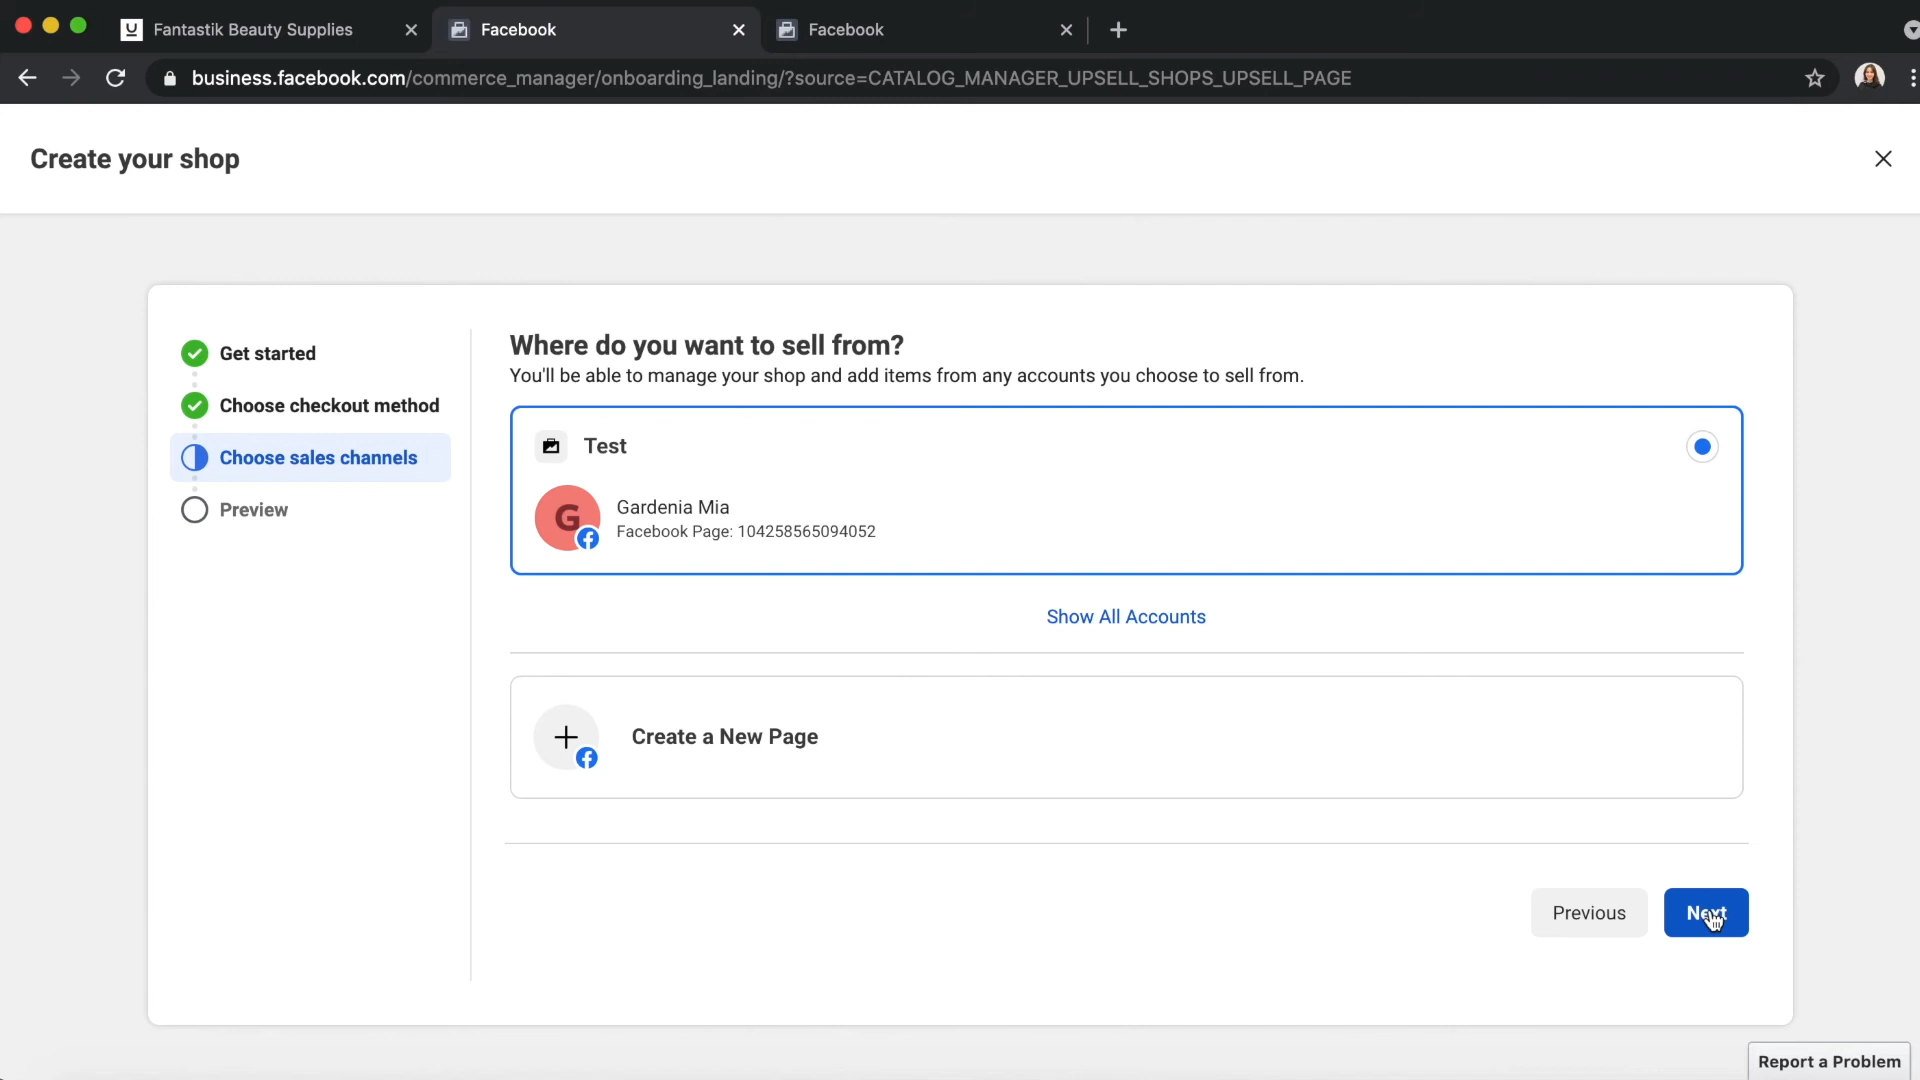 Fantastik Beauty Supplies
Facebook
Facebook
business.facebook.com/commerce_manager/onboarding_landing/?source=CATALOG_MANAGER_UPSELL_SHOPS_UPSELL_PAGE
Create your shop
Get started
Choose checkout method
Choose sales channels
Preview
Where do you want to sell from?
You'll be able to manage your shop and add items from any accounts you choose to sell from.
Test
G
Gardenia Mia
Facebook Page: 104258565094052
Show All Accounts
Create a New Page
Previous
Next
Report a Problem